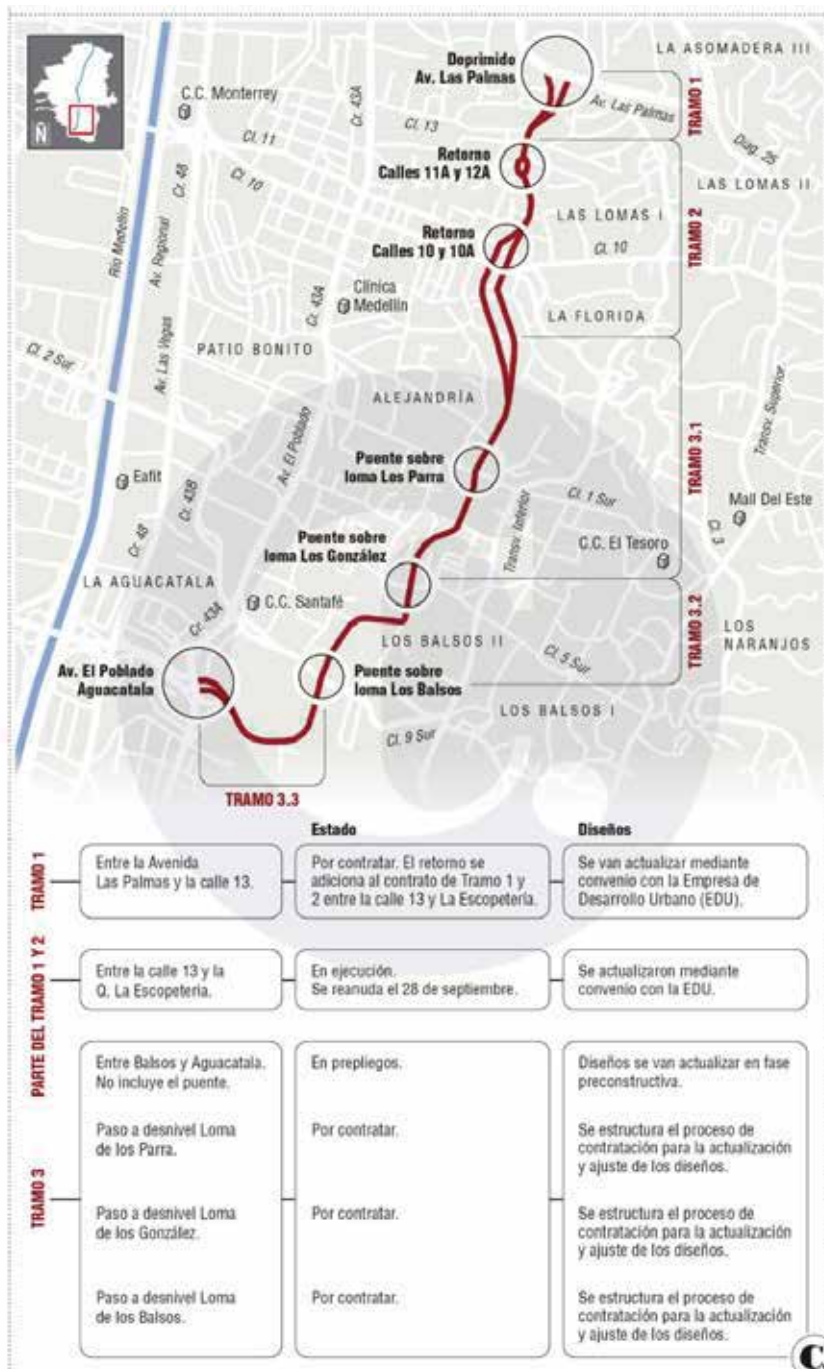 LA ASOMADERA III
Deprimido
Av. Las Palmas
C.C. Monterrey
Cr. 43A
Av. Las Palmas
TRAMO 1
Cl. 13
Cl. 11
Retorno
Calles 11A y 12A
Diag. 25
Ñ
Cr. 48
Cl. 10
LAS LOMAS II
LAS LOMAS I
Río Medellín
Av. Regional
Retorno
Calles 10 y 10A
Cl. 10
TRAMO 2
Clínica
Medellín
Cr. 43A
LA FLORIDA
Cl. 2 Sur
Av. Las Vegas
PATIO BONITO
ALEJANDRÍA
Transv. Superior
Av. El Poblado
TRAMO 3.1
Puente sobre
loma Los Parra
Eafit
Cr. 43B
Cl. 1 Sur
Mall Del Este
Cr. 48
Puente sobre
loma Los González
Transv. Inferior
C.C. El Tesoro
Cl. 3
LA AGUACATALA
C.C. Santafé
Cr. 43A
TRAMO 3.2
LOS
NARANJOS
LOS BALSOS II
Cl. 5 Sur
Av. El Poblado
Aguacatala
Puente sobre
loma Los Balsos
LOS BALSOS I
Cl. 9 Sur
TRAMO 3.3
Estado
Diseños
TRAMO 1
Entre la Avenida
Las Palmas y la calle 13.
Por contratar. El retorno se
adiciona al contrato de Tramo 1 y
2 entre la calle 13 y La Escopetería.
Se van actualizar mediante
convenio con la Empresa de
Desarrollo Urbano (EDU).
PARTE DEL TRAMO 1 Y 2
Entre la calle 13 y la
Q. La Escopetería.
En ejecución.
Se reanuda el 28 de septiembre.
Se actualizaron mediante
convenio con la EDU.
TRAMO 3
Entre Balsos y Aguacatala.
No incluye el puente.
En prepliegos.
Diseños se van actualizar en fase
preconstructiva.
Paso a desnivel Loma
de los Parra.
Por contratar.
Se estructura el proceso de
contratación para la actualización
y ajuste de los diseños.
Paso a desnivel Loma
de los González.
Por contratar.
Se estructura el proceso de
contratación para la actualización
y ajuste de los diseños.
Paso a desnivel Loma
de los Balsos.
Por contratar.
Se estructura el proceso de
contratación para la actualización
y ajuste de los diseños.
C